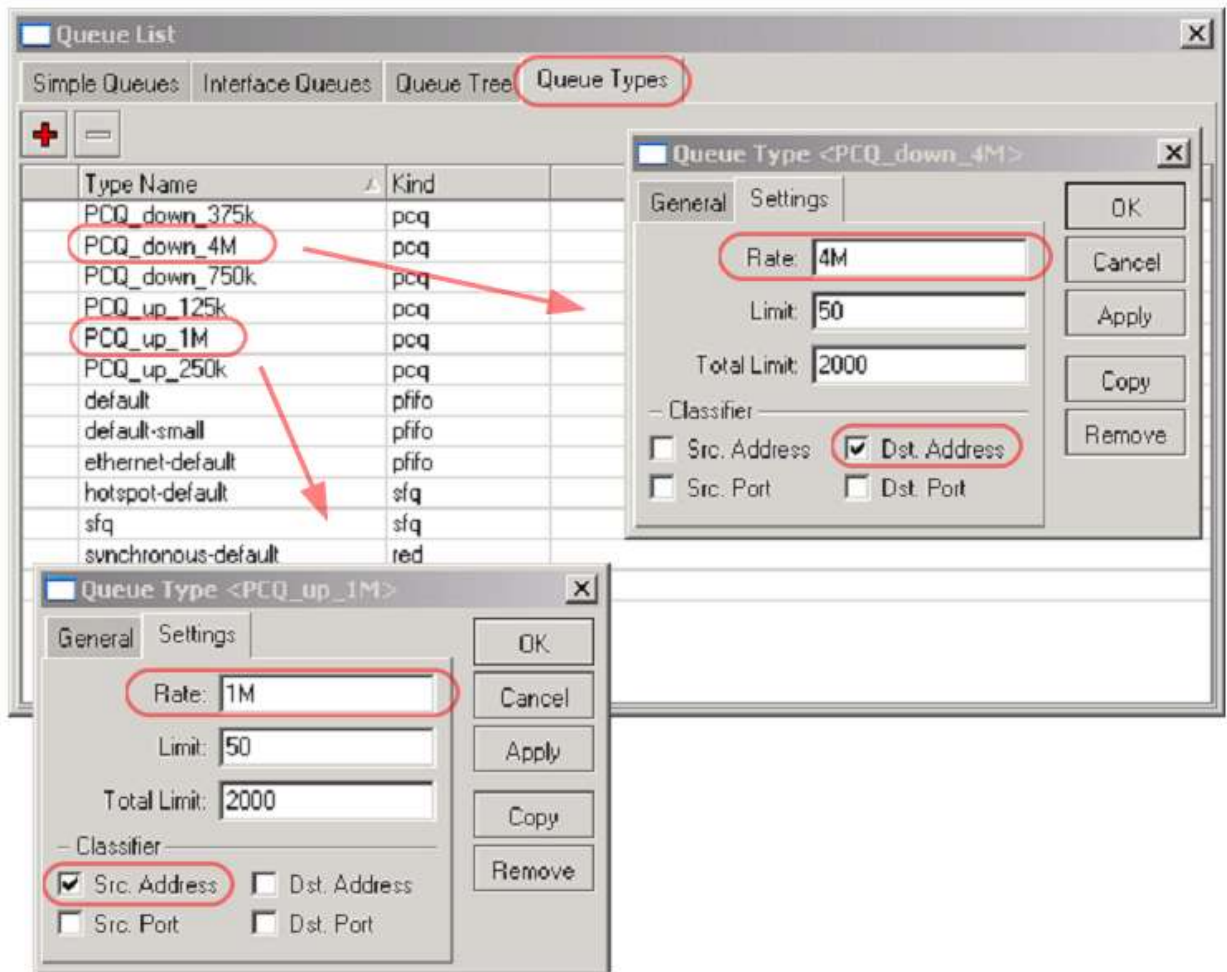 Queue List
Simple Queues Interface Queues Queue Tree Queue Types
Type Name Kind
PCQ_down_375k pcq
PCQ_down_4M pcq
PCQ_down_750k pcq
PCQ_up_125k pcq
PCQ_up_1M pcq
PCQ_up_250k pcq
default pfifo
default-small pfifo
ethernet-default pfifo
hotspot-default sfq
sfq sfq
synchronous-default red
Queue Type <PCQ_down_4M>
General Settings
OK
Rate: 4M
Cancel
Limit: 50
Apply
Total Limit: 2000
Copy
Classifier
Remove
Src. Address Dst. Address
Src. Port Dst. Port
Queue Type <PCQ_up_1M>
General Settings
OK
Rate: 1M
Cancel
Limit: 50
Apply
Total Limit: 2000
Copy
Classifier
Remove
Src. Address Dst. Address
Src. Port Dst. Port